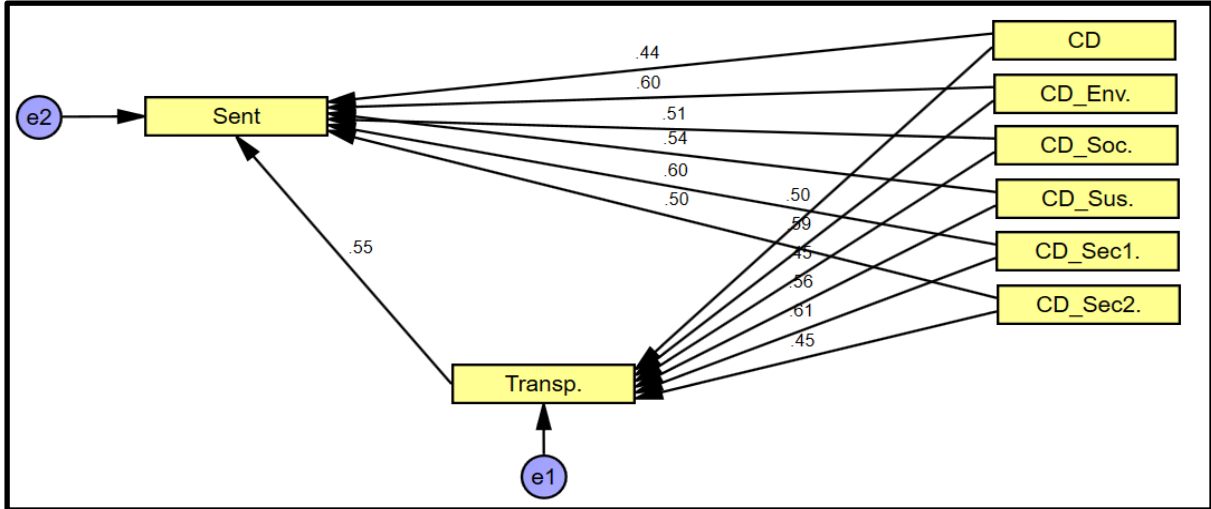 CD
.44
CD_Env.
.60
e2
Sent
.51
CD_Soc.
.54
.60
.50
CD_Sus.
.50
.59
CD_Sec1.
.55
.45
.56
CD_Sec2.
.61
.45
Transp.
e1